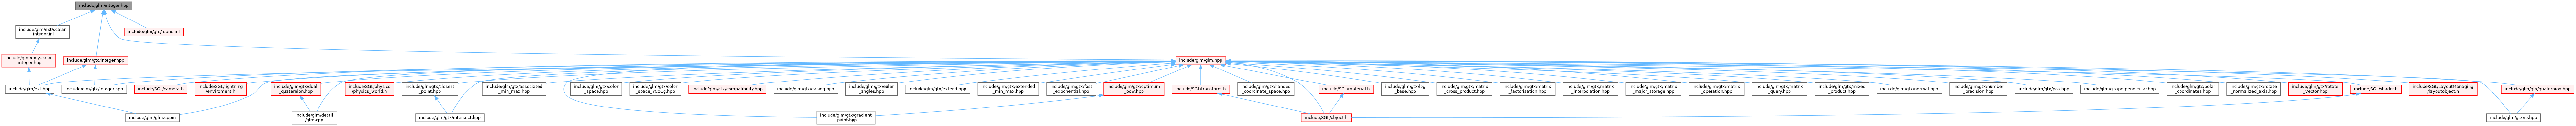 include/glm/integer.hpp
include/glm/ext/scalar
_integer.inl
include/glm/gtc/round.inl
include/glm/ext/scalar
_integer.hpp
include/glm/gtc/integer.hpp
include/glm/glm.hpp
include/glm/ext.hpp
include/glm/gtx/integer.hpp
include/SGL/camera.h
include/SGL/lightning
/enviroment.h
include/glm/gtx/dual
_quaternion.hpp
include/SGL/physics
/physics_world.h
include/glm/gtx/closest
_point.hpp
include/glm/gtx/associated
_min_max.hpp
include/glm/gtx/color
_space.hpp
include/glm/gtx/color
_space_YCoCg.hpp
include/glm/gtx/compatibility.hpp
include/glm/gtx/easing.hpp
include/glm/gtx/euler
_angles.hpp
include/glm/gtx/extend.hpp
include/glm/gtx/extended
_min_max.hpp
include/glm/gtx/fast
_exponential.hpp
include/glm/gtx/optimum
_pow.hpp
include/SGL/transform.h
include/glm/gtx/handed
_coordinate_space.hpp
include/SGL/material.h
include/glm/gtx/log
_base.hpp
include/glm/gtx/matrix
_cross_product.hpp
include/glm/gtx/matrix
_factorisation.hpp
include/glm/gtx/matrix
_interpolation.hpp
include/glm/gtx/matrix
_major_storage.hpp
include/glm/gtx/matrix
_operation.hpp
include/glm/gtx/matrix
_query.hpp
include/glm/gtx/mixed
_product.hpp
include/glm/gtx/normal.hpp
include/glm/gtx/number
_precision.hpp
include/glm/gtx/pca.hpp
include/glm/gtx/perpendicular.hpp
include/glm/gtx/polar
_coordinates.hpp
include/glm/gtx/rotate
_normalized_axis.hpp
include/glm/gtx/rotate
_vector.hpp
include/SGL/shader.h
include/SGL/LayoutManaging
/layoutobject.h
include/glm/gtx/quaternion.hpp
include/glm/glm.cppm
include/glm/detail
/glm.cpp
include/glm/gtx/intersect.hpp
include/glm/gtx/gradient
_paint.hpp
include/SGL/object.h
include/glm/gtx/io.hpp